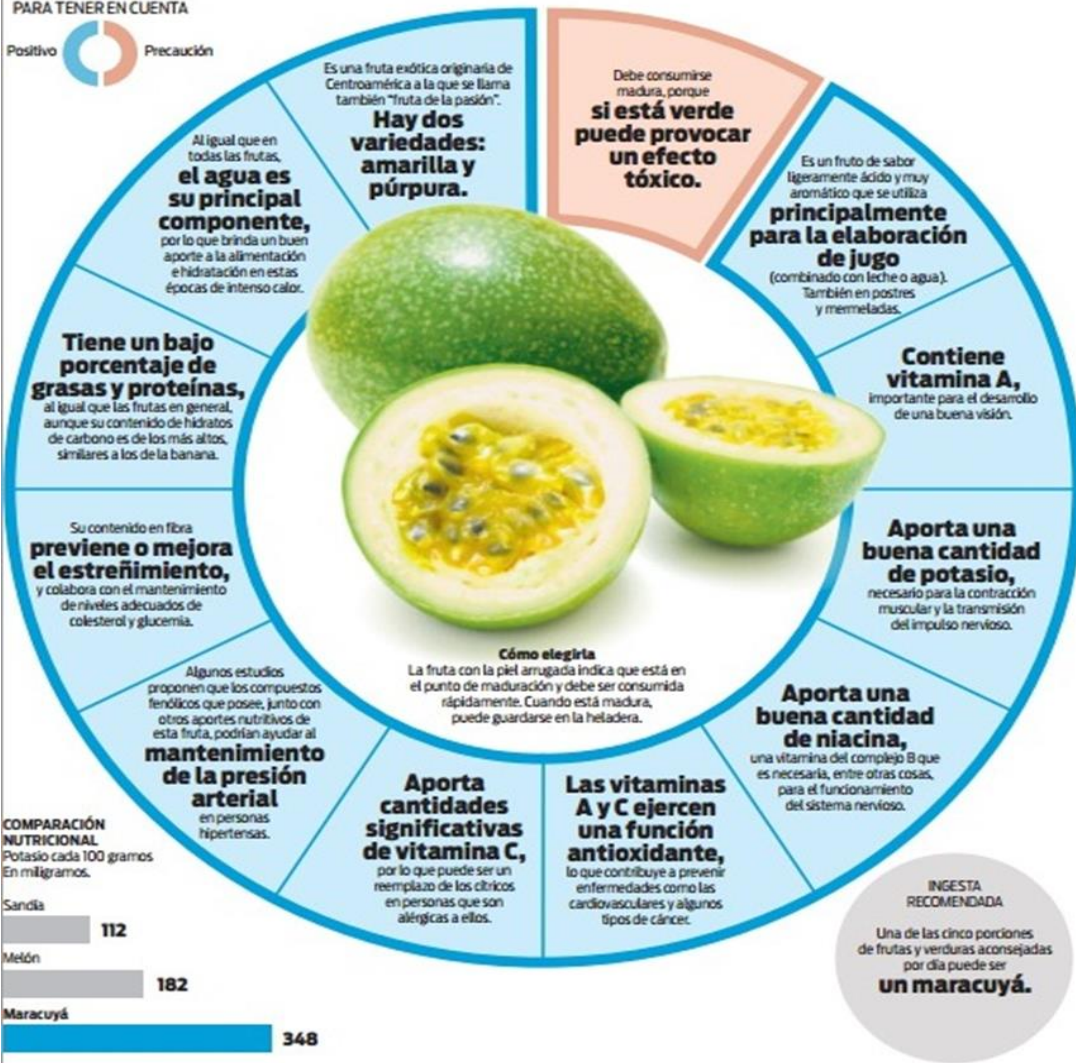 PARA TENER EN CUENTA
Positivo
Precaución
Es una fruta exótica originaria de
Centroamérica a la que se llama
también "fruta de la pasión".
Hay dos
variedades:
amarilla y
púrpura.
Debe consumirse
madura, porque
si está verde
puede provocar
un efecto
tóxico.
Es un fruto de sabor
ligeramente ácido y muy
aromático que se utiliza
principalmente
para la elaboración
de jugo
(combinado con leche o agua).
También en postres
y mermeladas.
Contiene
vitamina A,
importante para el desarrollo
de una buena visión.
Aporta una
buena cantidad
de potasio,
necesario para la contracción
muscular y la transmisión
del impulso nervioso.
Aporta una
buena cantidad
de niacina,
una vitamina del complejo B que
es necesaria, entre otras cosas,
para el funcionamiento
del sistema nervioso.
Las vitaminas
A y C ejercen
una función
antioxidante,
lo que contribuye a prevenir
enfermedades como las
cardiovasculares y algunos
tipos de cáncer.
Aporta
cantidades
significativas
de vitamina C,
por lo que puede ser un
reemplazo de los cítricos
en personas que son
alérgicas a ellos.
Algunos estudios
proponen que los compuestos
fenólicos que posee, junto con
otros aportes nutritivos de
esta fruta, podrían ayudar al
mantenimiento
de la presión
arterial
en personas
hipertensas.
Su contenido en fibra
previene o mejora
el estreñimiento,
y colabora con el mantenimiento
de niveles adecuados de
colesterol y glucemia.
Tiene un bajo
porcentaje de
grasas y proteínas,
al igual que las frutas en general,
aunque su contenido de hidratos
de carbono es de los más altos,
similares a los de la banana.
Al igual que en
todas las frutas,
el agua es
su principal
componente,
por lo que brinda un buen
aporte a la alimentación
e hidratación en estas
épocas de intenso calor.
Cómo elegirla
La fruta con la piel arrugada indica que está en
el punto de maduración y debe ser consumida
rápidamente. Cuando está madura,
puede guardarse en la heladera.
COMPARACIÓN
NUTRICIONAL
Potasio cada 100 gramos
En miligramos.
Sandía
112
Melón
182
Maracuyá
348
INGESTA
RECOMENDADA
Una de las cinco porciones
de frutas y verduras aconsejadas
por día puede ser
un maracuyá.